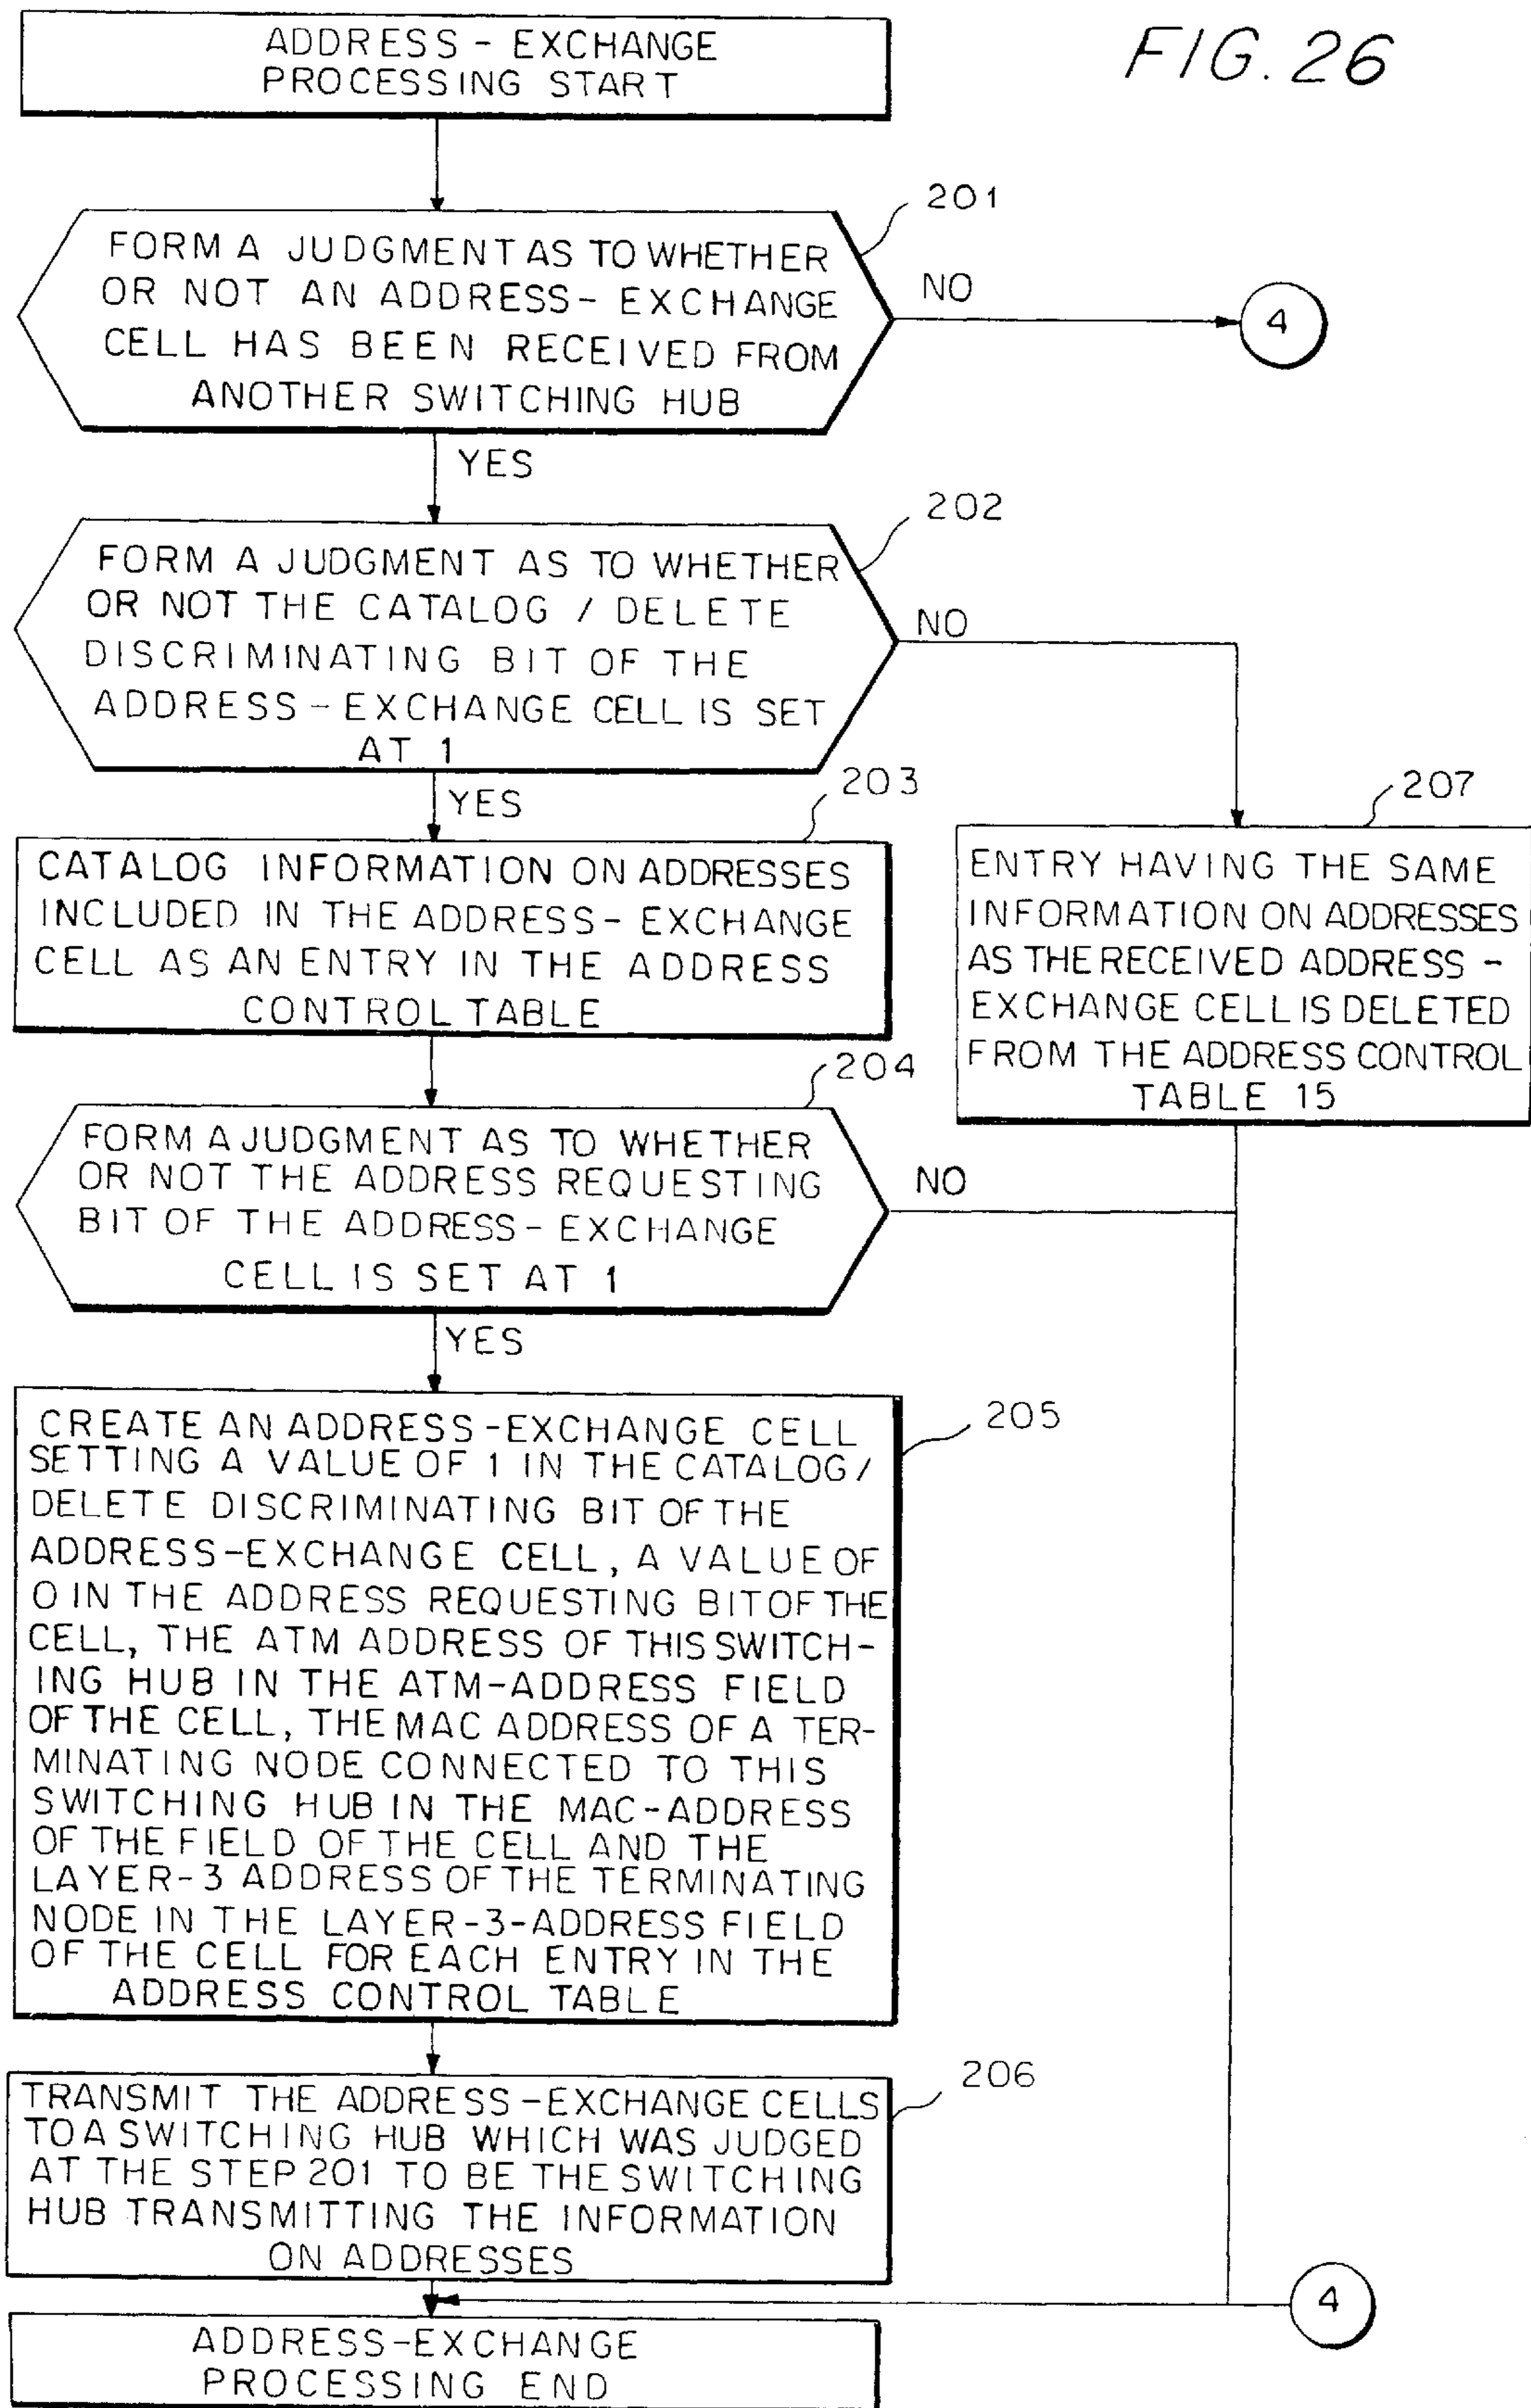 FIG. 26
ADDRESS - EXCHANGE
PROCESSING START
201
FORM A JUDGMENT AS TO WHETHER
OR NOT AN ADDRESS - EXCHANGE
CELL HAS BEEN RECEIVED FROM
ANOTHER SWITCHING HUB
NO
4
YES
202
FORM A JUDGMENT AS TO WHETHER
OR NOT THE CATALOG / DELETE
DISCRIMINATING BIT OF THE
ADDRESS - EXCHANGE CELL IS SET
AT 1
NO
YES
203
CATALOG INFORMATION ON ADDRESSES
INCLUDED IN THE ADDRESS - EXCHANGE
CELL AS AN ENTRY IN THE ADDRESS
CONTROL TABLE
207
ENTRY HAVING THE SAME
INFORMATION ON ADDRESSES
AS THE RECEIVED ADDRESS -
EXCHANGE CELL IS DELETED
FROM THE ADDRESS CONTROL
TABLE 15
204
FORM A JUDGMENT AS TO WHETHER
OR NOT THE ADDRESS REQUESTING
BIT OF THE ADDRESS - EXCHANGE
CELL IS SET AT 1
NO
YES
205
CREATE AN ADDRESS -EXCHANGE CELL
SETTING A VALUE OF 1 IN THE CATALOG /
DELETE DISCRIMINATING BIT OF THE
ADDRESS-EXCHANGE CELL, A VALUE OF
0 IN THE ADDRESS REQUESTING BIT OF THE
CELL, THE ATM ADDRESS OF THIS SWITCH-
ING HUB IN THE ATM-ADDRESS FIELD
OF THE CELL, THE MAC ADDRESS OF A TER-
MINATING NODE CONNECTED TO THIS
SWITCHING HUB IN THE MAC-ADDRESS
OF THE FIELD OF THE CELL AND THE
LAYER-3 ADDRESS OF THE TERMINATING
NODE IN THE LAYER-3-ADDRESS FIELD
OF THE CELL FOR EACH ENTRY IN THE
ADDRESS CONTROL TABLE
206
TRANSMIT THE ADDRESS -EXCHANGE CELLS
TO A SWITCHING HUB WHICH WAS JUDGED
AT THE STEP 201 TO BE THE SWITCHING
HUB TRANSMITTING THE INFORMATION
ON ADDRESSES
4
ADDRESS-EXCHANGE
PROCESSING END